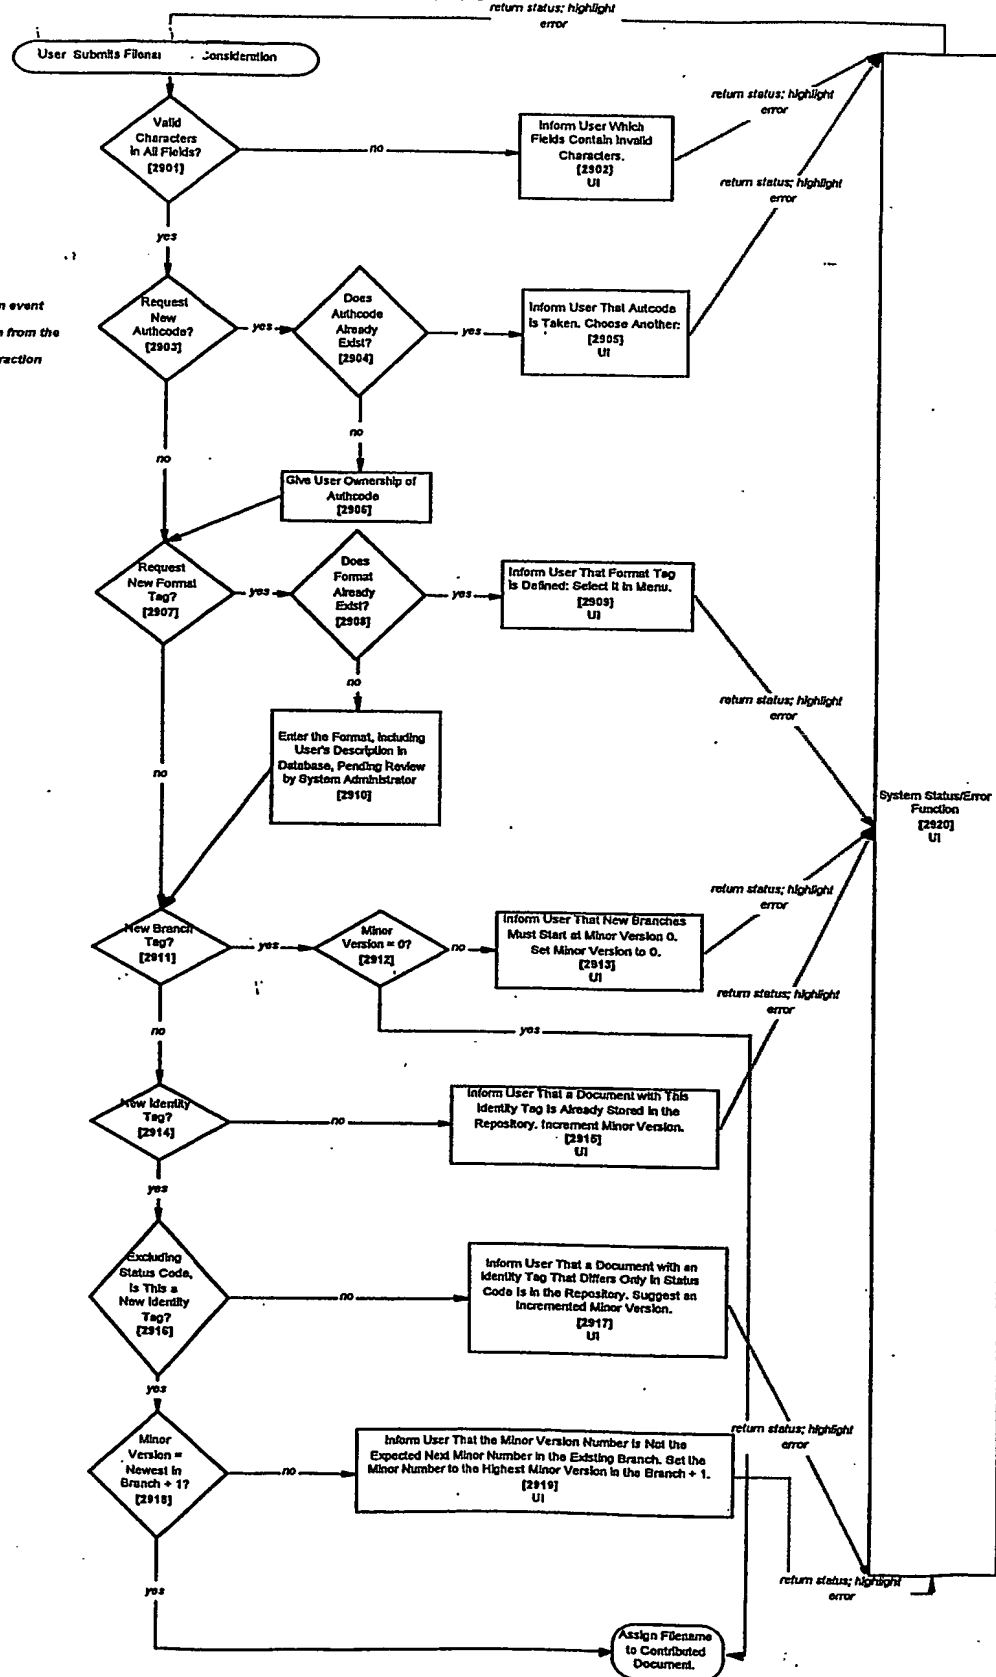 return status; highlight
error
User Submits
Consideration
Valid
Characters
in All Fields?
[2901]
no
Inform User Which
Fields Contain Invalid
Characters.
[2902]
UI
return status; highlight
error
return status; highlight
error
yes
n event
from the
raction
Request
New
Authcode?
[2903]
yes
Does
Authcode
Already
Exist?
[2904]
yes
Inform User That Autcode
is Taken. Choose Another.
[2905]
UI
no
no
Give User Ownership of
Authcode
[2906]
Request
New Format
Tag?
[2907]
yes
Does
Format
Already
Exist?
[2908]
yes
Inform User That Format Tag
is Defined: Select It in Menu.
[2909]
UI
no
return status; highlight
error
Enter the Format, Including
User's Description in
Database, Pending Review
by System Administrator
[2910]
no
System Status/Error
Function
[2920]
UI
return status; highlight
error
New Branch
Tag?
[2911]
yes
Minor
Version = 0?
[2912]
no
Inform User That New Branches
Must Start at Minor Version 0.
Set Minor Version to 0.
[2913]
UI
return status; highlight
error
no
yes
New Identity
Tag?
[2914]
no
Inform User That a Document with This
Identity Tag Is Already Stored in the
Repository. Increment Minor Version.
[2915]
UI
yes
Excluding
Status Code,
Is This a
New Identity
Tag?
[2916]
no
Inform User That a Document with an
Identity Tag That Differs Only in Status
Code Is in the Repository. Suggest an
Incremented Minor Version.
[2917]
UI
yes
return status; highlight
error
Minor
Version =
Newest in
Branch + 1?
[2918]
no
Inform User That the Minor Version Number is Not the
Expected Next Minor Number in the Existing Branch. Set the
Minor Number to the Highest Minor Version in the Branch + 1.
[2919]
UI
return status; highlight
error
yes
Assign Filename
to Contributed
Document.